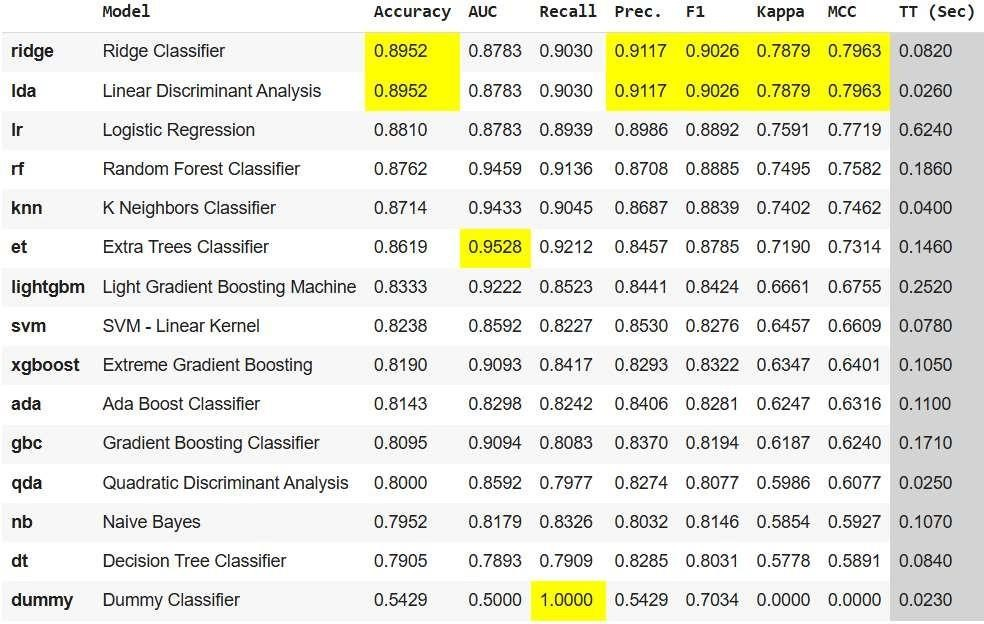 Model Accuracy AUC Recall Prec. F1 Kappa MCC TT (Sec)
ridge Ridge Classifier 0.8952 0.8783 0.9030 0.9117 0.9026 0.7879 0.7963 0.0820
lda Linear Discriminant Analysis 0.8952 0.8783 0.9030 0.9117 0.9026 0.7879 0.7963 0.0260
lr Logistic Regression 0.8810 0.8783 0.8939 0.8986 0.8892 0.7591 0.7719 0.6240
rf Random Forest Classifier 0.8762 0.9459 0.9136 0.8708 0.8885 0.7495 0.7582 0.1860
knn K Neighbors Classifier 0.8714 0.9433 0.9045 0.8687 0.8839 0.7402 0.7462 0.0400
et Extra Trees Classifier 0.8619 0.9528 0.9212 0.8457 0.8785 0.7190 0.7314 0.1460
lightgbm Light Gradient Boosting Machine 0.8333 0.9222 0.8523 0.8441 0.8424 0.6661 0.6755 0.2520
svm SVM - Linear Kernel 0.8238 0.8592 0.8227 0.8530 0.8276 0.6457 0.6609 0.0780
xgboost Extreme Gradient Boosting 0.8190 0.9093 0.8417 0.8293 0.8322 0.6347 0.6401 0.1050
ada Ada Boost Classifier 0.8143 0.8298 0.8242 0.8406 0.8281 0.6247 0.6316 0.1100
gbc Gradient Boosting Classifier 0.8095 0.9094 0.8083 0.8370 0.8194 0.6187 0.6240 0.1710
qda Quadratic Discriminant Analysis 0.8000 0.8592 0.7977 0.8274 0.8077 0.5986 0.6077 0.0250
nb Naive Bayes 0.7952 0.8179 0.8326 0.8032 0.8146 0.5854 0.5927 0.1070
dt Decision Tree Classifier 0.7905 0.7893 0.7909 0.8285 0.8031 0.5778 0.5891 0.0840
dummy Dummy Classifier 0.5429 0.5000 1.0000 0.5429 0.7034 0.0000 0.0000 0.0230